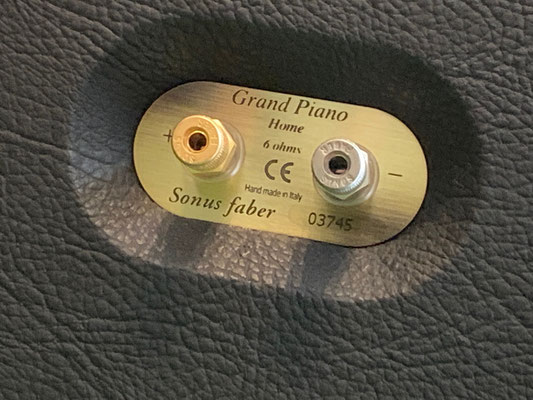 Grand Piano
Home
6 ohms
+
−
CE
Hand made in Italy
Sonus faber
03745